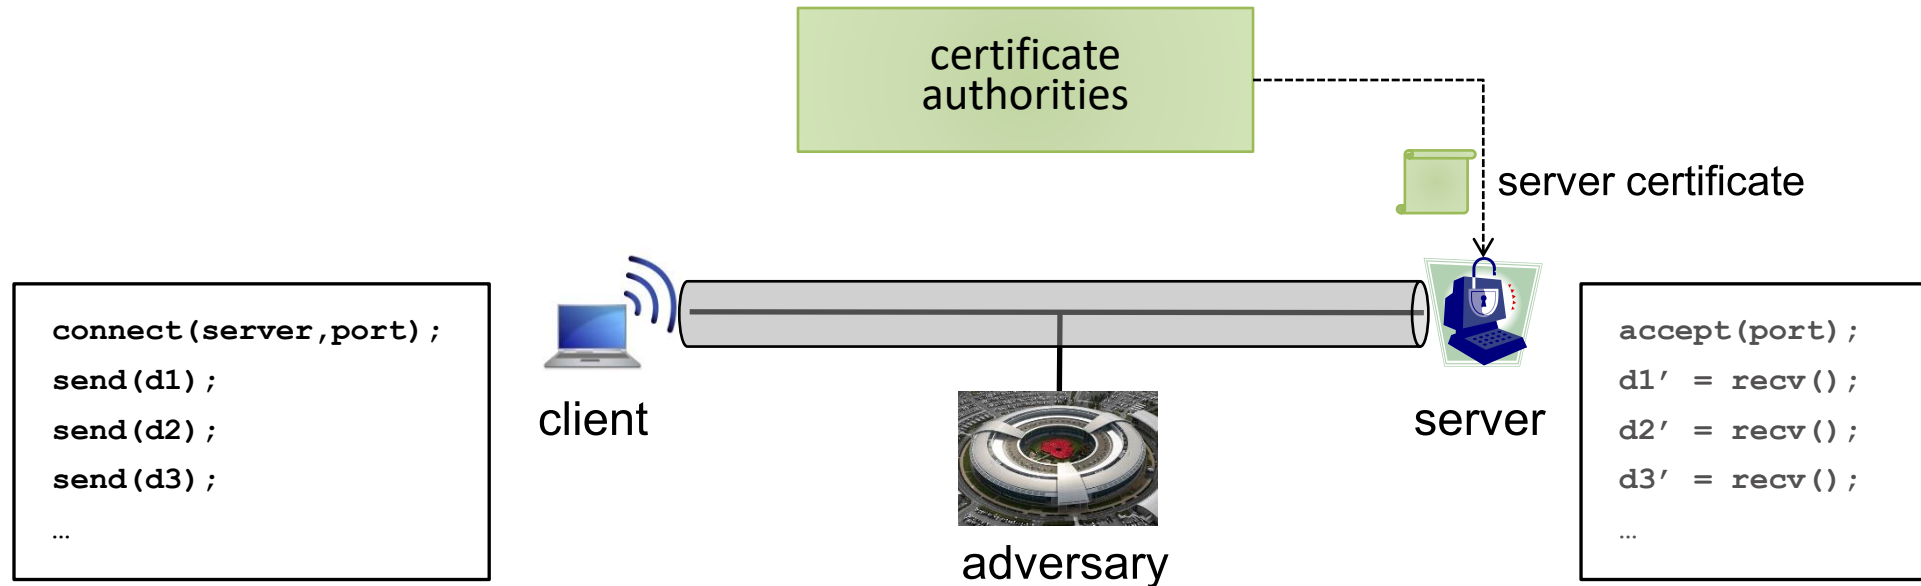 certificate
authorities
server certificate
connect(server,port);
send(d1);
send(d2);
send(d3);
…
client
adversary
server
accept(port);
d1’ = recv();
d2’ = recv();
d3’ = recv();
…